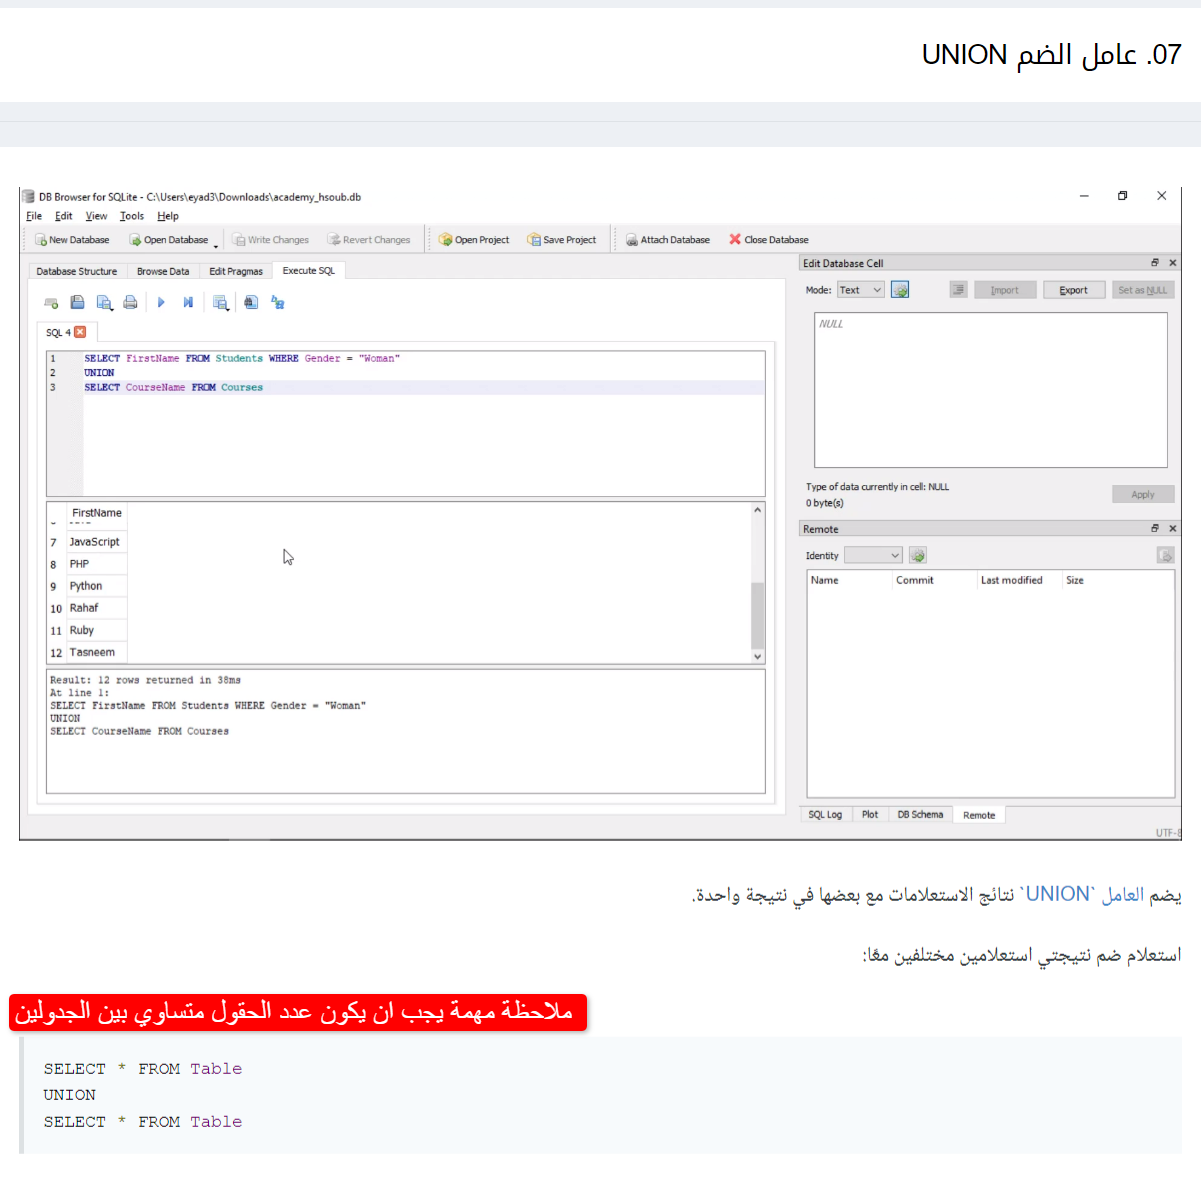 07. عامل الضم UNION
DB Browser for SQLite - C:\Users\eyad3\Downloads\academy_hsoub.db
File Edit View Tools Help
New Database Open Database Write Changes Revert Changes Open Project Save Project Attach Database Close Database
Database Structure Browse Data Edit Pragmas Execute SQL
SQL 4
1 SELECT FirstName FROM Students WHERE Gender = "Woman"
2 UNION
3 SELECT CourseName FROM Courses
FirstName
7 JavaScript
8 PHP
9 Python
10 Rahaf
11 Ruby
12 Tasneem
Result: 12 rows returned in 38ms
At line 1:
SELECT FirstName FROM Students WHERE Gender = "Woman"
UNION
SELECT CourseName FROM Courses
Edit Database Cell
Mode: Text Import Export Set as NULL
NULL
Type of data currently in cell: NULL
0 byte(s)
Apply
Remote
Identity
Name Commit Last modified Size
SQL Log Plot DB Schema Remote
UTF-8
يضم العامل `UNION` نتائج الاستعلامات مع بعضها في نتيجة واحدة.
استعلام ضم نتيجتي استعلامين مختلفين معًا:
ملاحظة مهمة يجب ان يكون عدد الحقول متساوي بين الجدولين
SELECT * FROM Table
UNION
SELECT * FROM Table